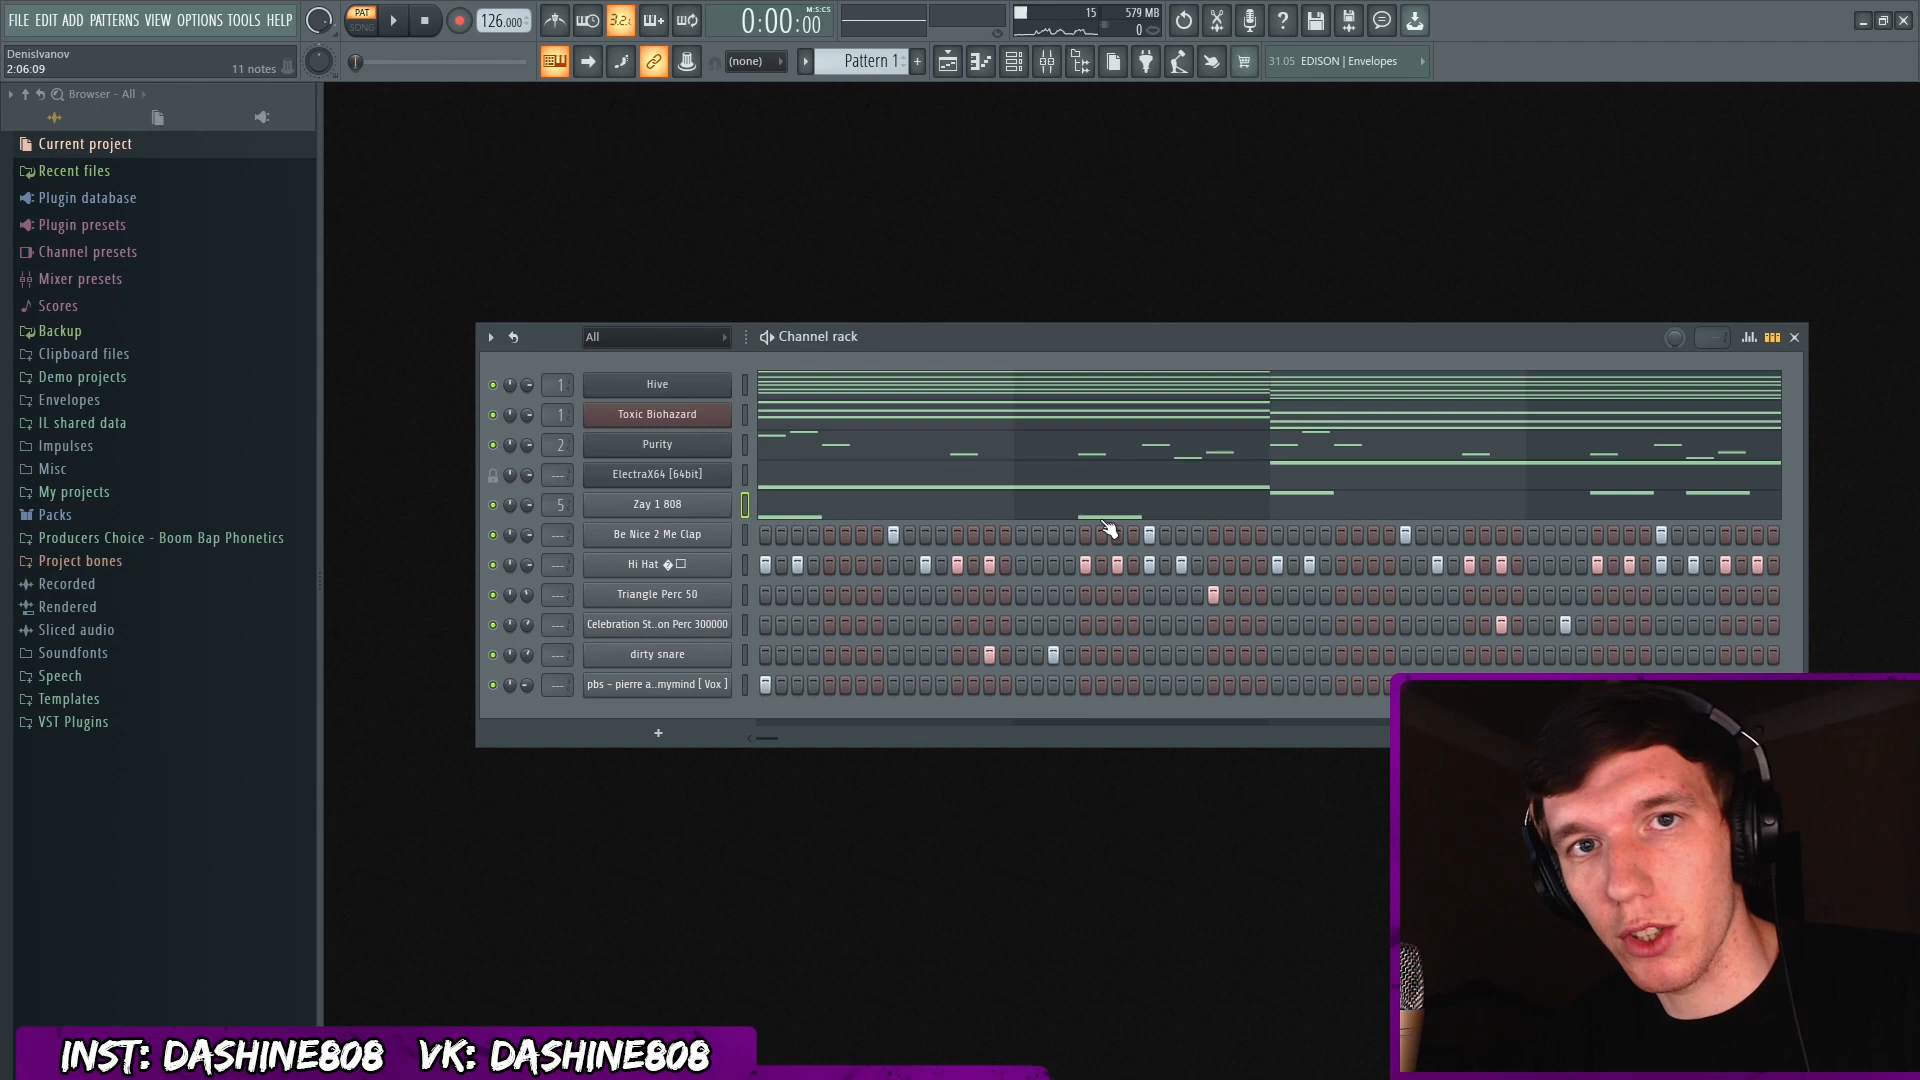 FILE EDIT ADD PATTERNS VIEW OPTIONS TOOLS HELP
PAT
SONG
126.000
3.2.
0:00:00
M:S:CS
15
579 MB
0
DenisIvanov
2:06:09
11 notes
(none)
Pattern 1
+
31.05 EDISON | Envelopes
Browser - All
Current project
Recent files
Plugin database
Plugin presets
Channel presets
Mixer presets
Scores
Backup
Clipboard files
Demo projects
Envelopes
IL shared data
Impulses
Misc
My projects
Packs
Producers Choice - Boom Bap Phonetics
Project bones
Recorded
Rendered
Sliced audio
Soundfonts
Speech
Templates
VST Plugins
All
Channel rack
1 Hive
1 Toxic Biohazard
2 Purity
--- ElectraX64 [64bit]
5 Zay 1 808
--- Be Nice 2 Me Clap
--- Hi Hat �□
--- Triangle Perc 50
--- Celebration St..on Perc 300000
--- dirty snare
--- pbs - pierre a..mymind [ Vox ]
+
INST: DASHINE808 VK: DASHINE808